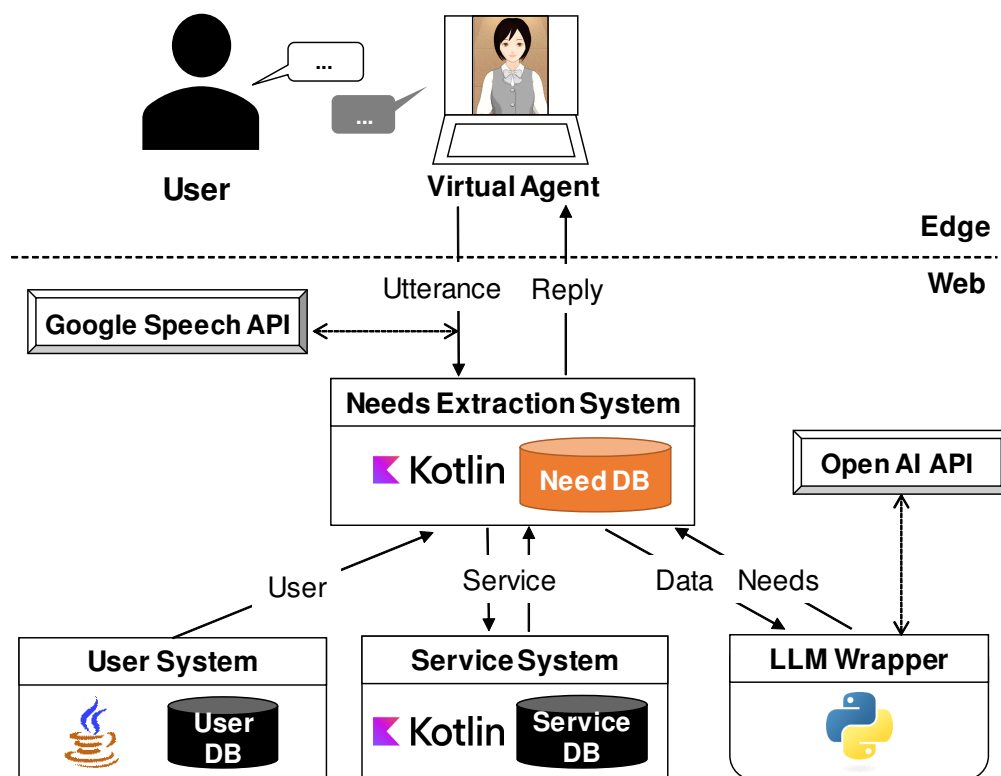 ...
...
User
Virtual Agent
Edge
Web
Utterance
Reply
Google Speech API
Needs Extraction System
Kotlin
Need DB
Open AI API
User
Service
Data
Needs
User System
Service System
LLM Wrapper
User
DB
Kotlin
Service
DB